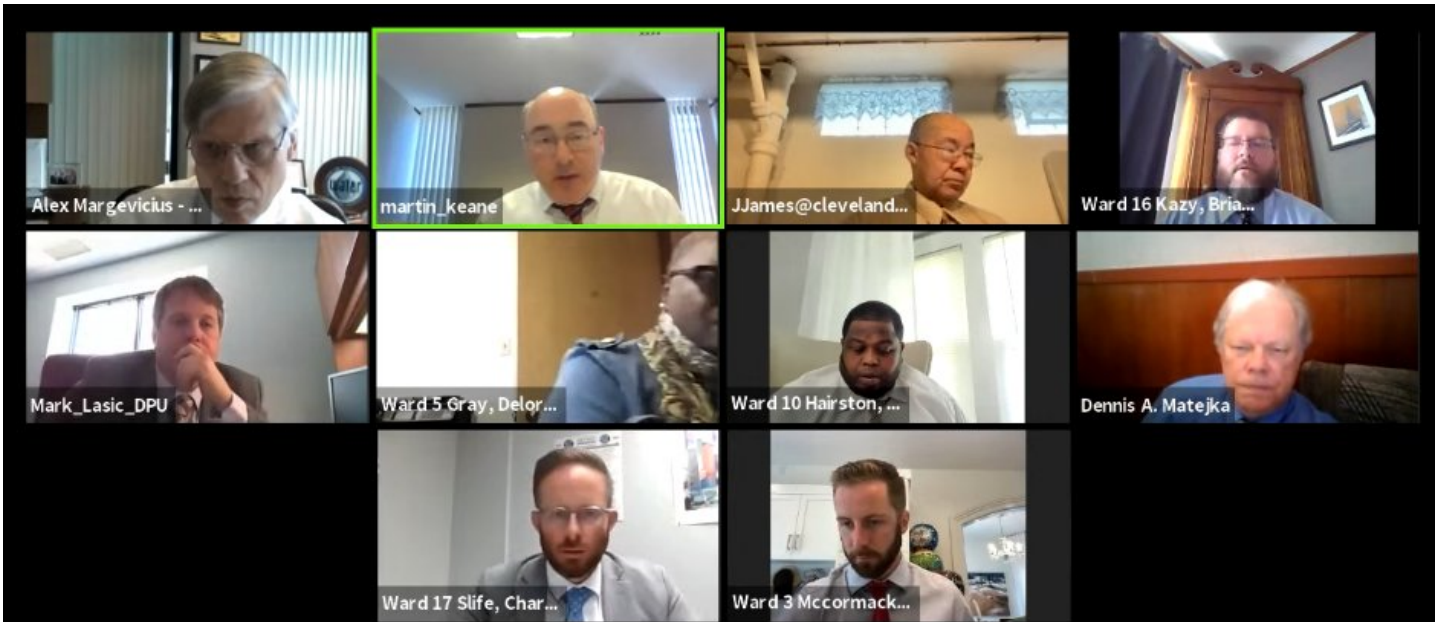 Alex Margevicius - ...
water
martin_keane
JJames@cleveland...
Ward 16 Kazy, Bria...
Mark_Lasic_DPU
Ward 5 Gray, Delor...
Ward 10 Hairston, ...
Dennis A. Matejka
Ward 17 Slife, Char...
Ward 3 Mccormack...